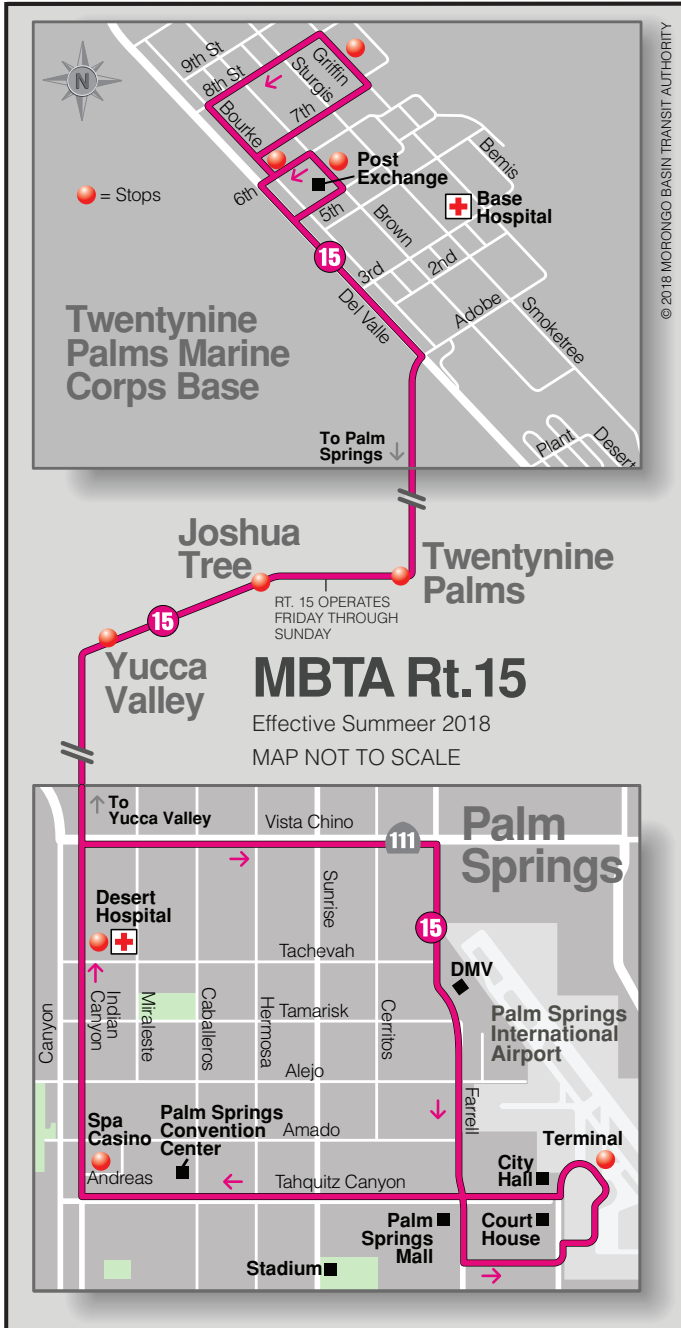 © 2018 MORONGO BASIN TRANSIT AUTHORITY
N
9th St
8th St
Griffin
Sturgis
7th
Bourke
= Stops
Post
Exchange
6th
5th
Bemis
Base
Hospital
Brown
15
3rd
2nd
Del Valle
Adobe
Smoketree
Twentynine
Palms Marine
Corps Base
To Palm
Springs
Plant
Desert
Joshua
Tree
Twentynine
Palms
RT. 15 OPERATES
FRIDAY THROUGH
SUNDAY
15
Yucca
Valley
MBTA Rt.15
Effective Summeer 2018
MAP NOT TO SCALE
To
Yucca Valley
Vista Chino
111
Palm
Springs
Sunrise
Desert
Hospital
15
Tachevah
DMV
Canyon
Indian
Canyon
Miraleste
Caballeros
Hermosa
Tamarisk
Cerritos
Palm Springs
International
Airport
Alejo
Farrell
Spa
Casino
Palm Springs
Convention
Center
Amado
Terminal
Andreas
Tahquitz Canyon
City
Hall
Palm
Springs
Mall
Court
House
Stadium